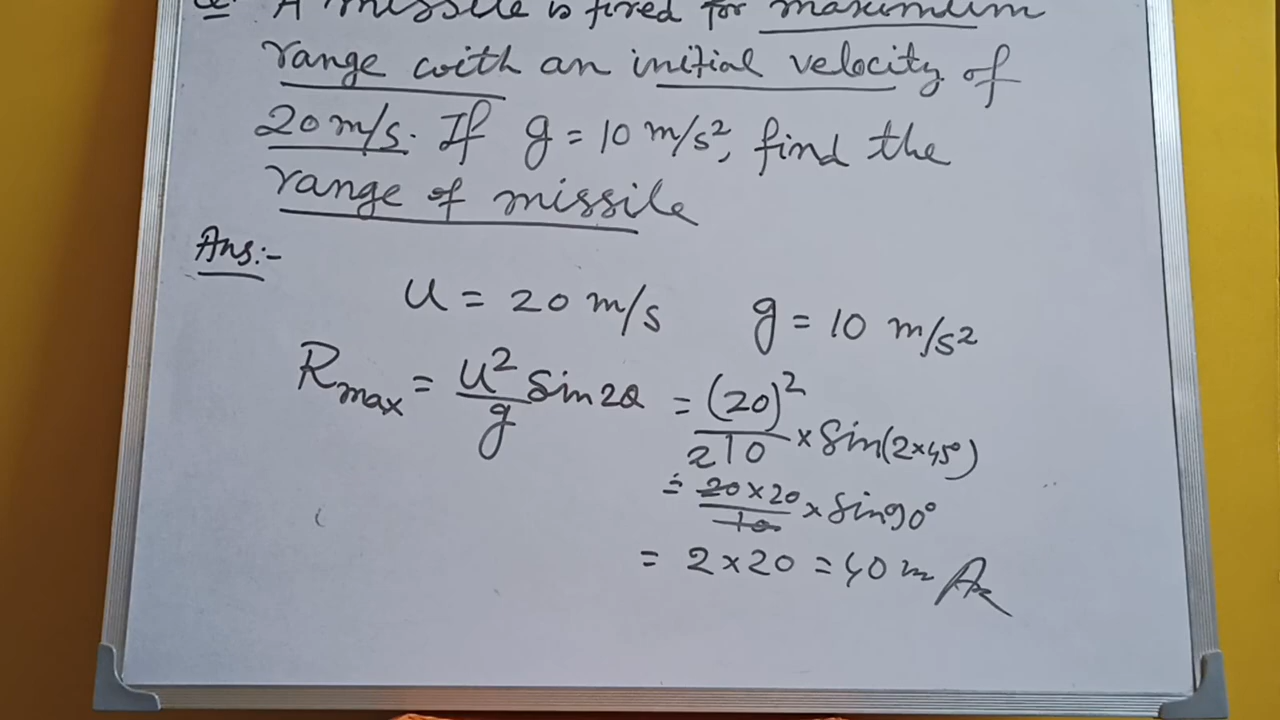 Q:- A missile is fired for maximum
range with an initial velocity of
20 m/s. If g = 10 m/s², find the
range of missile
Ans:-
u = 20 m/s g = 10 m/s²
Rmax = u²/g Sin2θ = (20)²/10 × Sin(2×45°)
= 20×20/10 × Sin90°
= 2×20 = 40 m